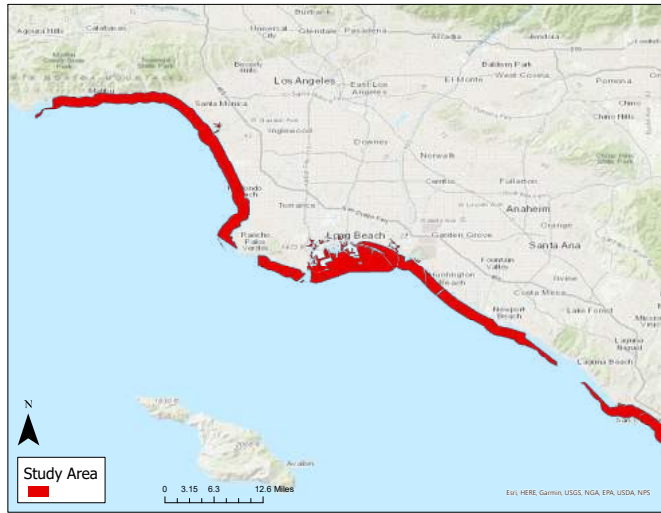 Burbank
Agoura Hills
Calabasas
Universal
City
Glendale
Pasadena
Arcadia
Glendora
Beverly
Hills
Baldwin Park
West Covina
Los Angeles
East Los
Angeles
El Monte
Pomona
Malibu
Santa Monica
Chino
Chino Hills
Inglewood
Downey
Norwalk
Fullerton
Cerritos
Torrance
Anaheim
Orange
Rancho
Palos
Verdes
Long Beach
Garden Grove
Santa Ana
Fountain
Valley
Huntington
Beach
Irvine
Costa Mesa
Newport
Beach
Lake Forest
Laguna
Niguel
Laguna Beach
Avalon
N
Study Area
0 3.15 6.3 12.6 Miles
Esri, HERE, Garmin, USGS, NGA, EPA, USDA, NPS